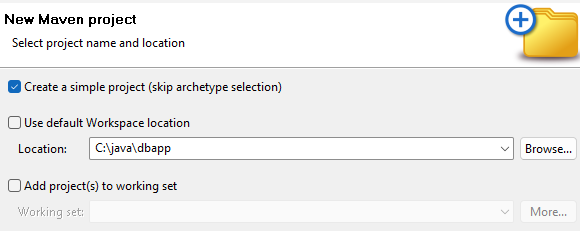 New Maven project
Select project name and location
Create a simple project (skip archetype selection)
Use default Workspace location
Location: C:\java\dbapp Browse...
Add project(s) to working set
Working set: More...